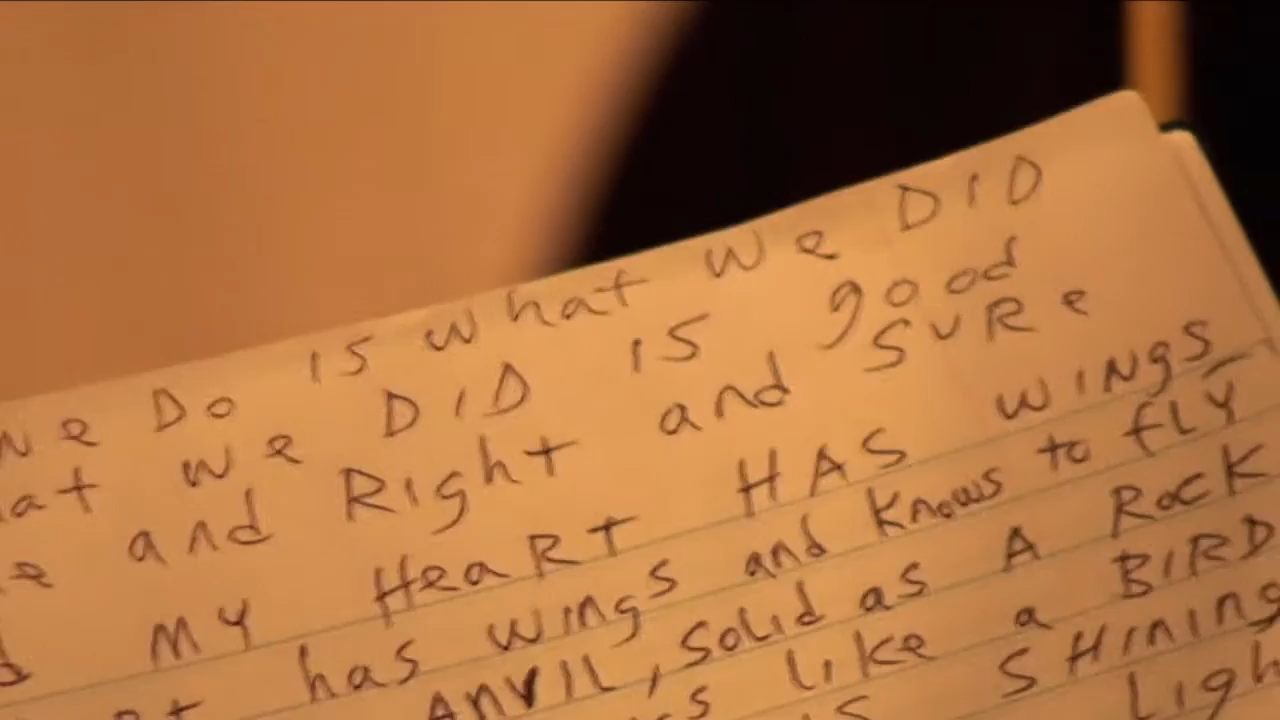 we Do is what we DID
at we DID is good
e and Right and SURe
MY HeaRT HAS wINgS
has wings and knows to flY
ANVIL, Solid as A RocK
like a BIRD
is SHINING
Ligh